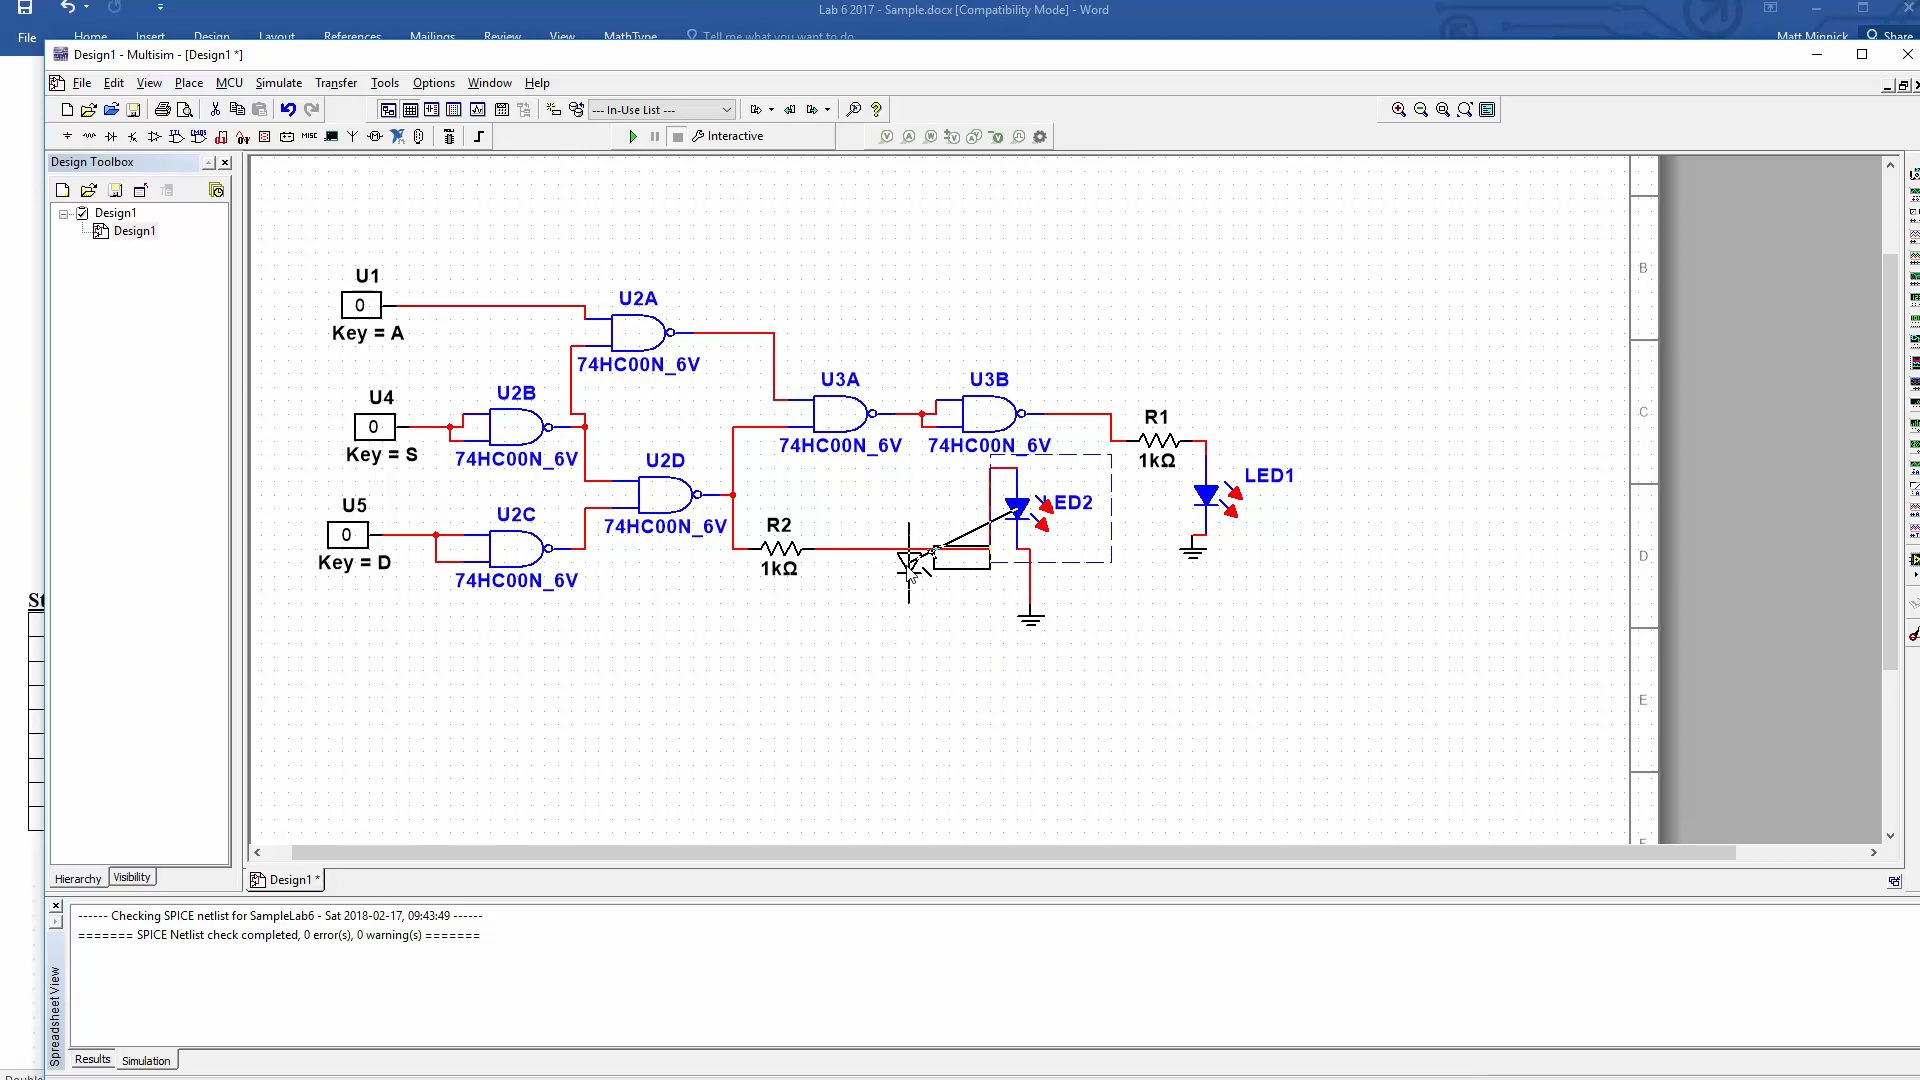 Lab 6 2017 - Sample.docx [Compatibility Mode] - Word
File Home Insert Design Layout References Mailings Review View MathType Tell me what you want to do Matt Minnick Share
Design1 - Multisim - [Design1 *]
File Edit View Place MCU Simulate Transfer Tools Options Window Help
--- In-Use List ---
MISC
Interactive
Design Toolbox
Design1
Design1
B
C
D
E
U1
0
Key = A
U2A
74HC00N_6V
U4
0
Key = S
U2B
74HC00N_6V
U5
0
Key = D
U2C
74HC00N_6V
U2D
74HC00N_6V
U3A
74HC00N_6V
U3B
74HC00N_6V
R1
1kΩ
LED1
R2
1kΩ
ED2
St
Hierarchy Visibility
Design1 *
------ Checking SPICE netlist for SampleLab6 - Sat 2018-02-17, 09:43:49 ------
======= SPICE Netlist check completed, 0 error(s), 0 warning(s) =======
Spreadsheet View
Results Simulation